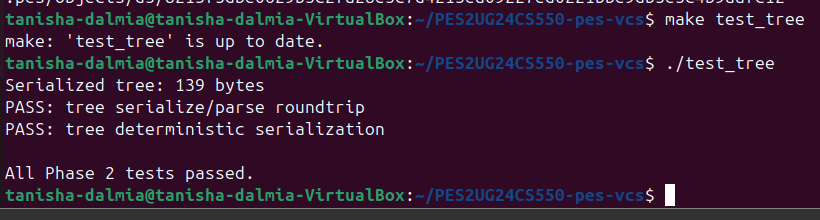 tanisha-dalmia@tanisha-dalmia-VirtualBox:~/PES2UG24CS550-pes-vcs$ make test_tree
make: 'test_tree' is up to date.
tanisha-dalmia@tanisha-dalmia-VirtualBox:~/PES2UG24CS550-pes-vcs$ ./test_tree
Serialized tree: 139 bytes
PASS: tree serialize/parse roundtrip
PASS: tree deterministic serialization
All Phase 2 tests passed.
tanisha-dalmia@tanisha-dalmia-VirtualBox:~/PES2UG24CS550-pes-vcs$